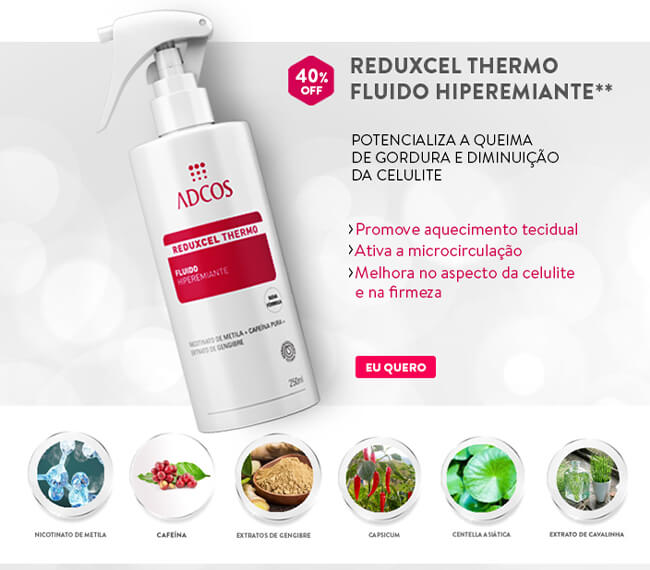 40%
OFF
REDUXCEL THERMO
FLUIDO HIPEREMIANTE**
POTENCIALIZA A QUEIMA
DE GORDURA E DIMINUIÇÃO
DA CELULITE
›Promove aquecimento tecidual
›Ativa a microcirculação
›Melhora no aspecto da celulite
e na firmeza
EU QUERO
ADCOS
REDUXCEL THERMO
FLUIDO
HIPEREMIANTE
NOVA
FÓRMULA
NICOTINATO DE METILA + CAFEÍNA PURA
EXTRATO DE GENGIBRE
250ml
NICOTINATO DE METILA
CAFEÍNA
EXTRATOS DE GENGIBRE
CAPSICUM
CENTELLA ASIÁTICA
EXTRATO DE CAVALINHA